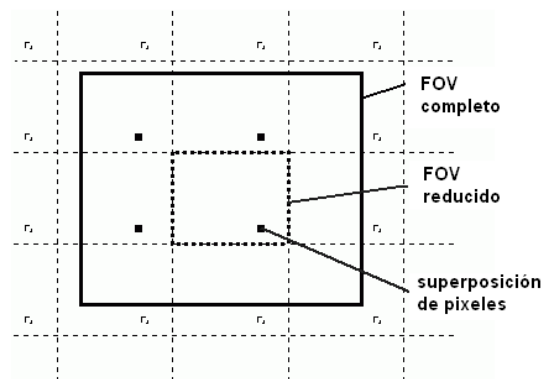 FOV
completo
FOV
reducido
superposición
de pixeles